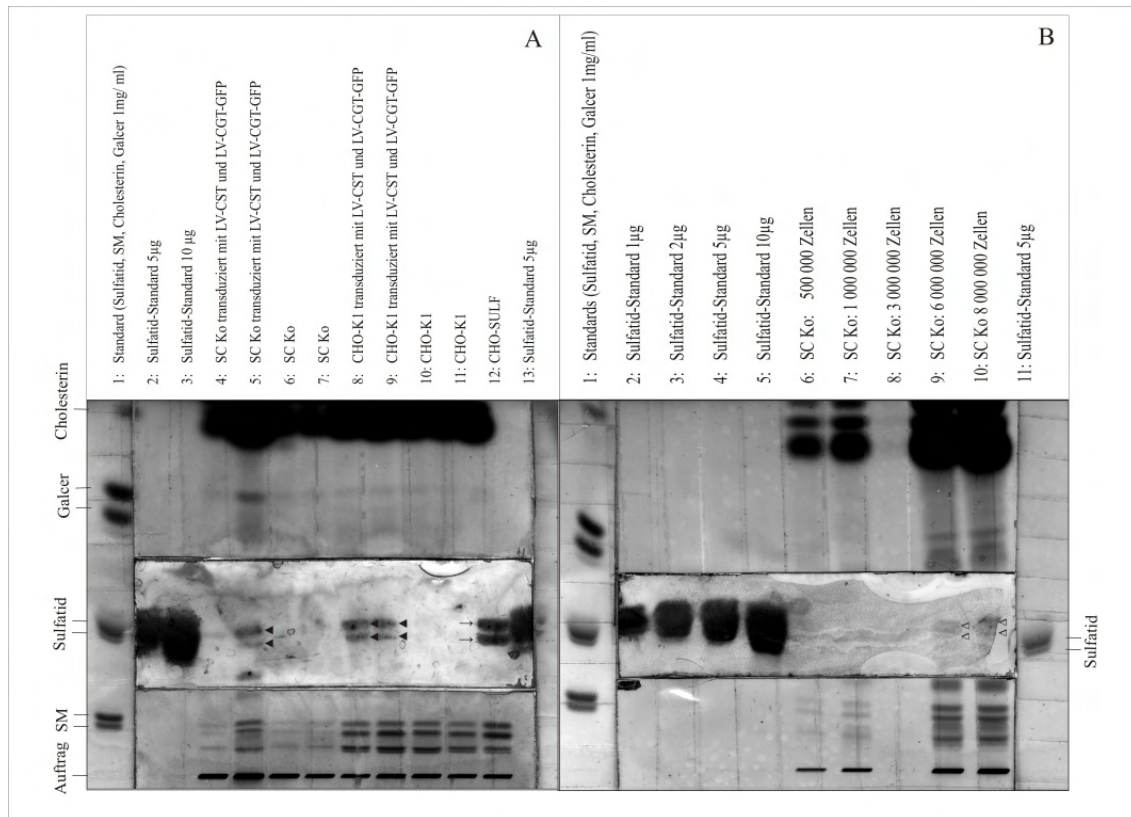 A
1: Standard (Sulfatid, SM, Cholesterin, Galcer 1mg/ ml)
2: Sulfatid-Standard 5µg
3: Sulfatid-Standard 10 µg
4: SC Ko transduziert mit LV-CST und LV-CGT-GFP
5: SC Ko transduziert mit LV-CST und LV-CGT-GFP
6: SC Ko
7: SC Ko
8: CHO-K1 transduziert mit LV-CST und LV-CGT-GFP
9: CHO-K1 transduziert mit LV-CST und LV-CGT-GFP
10: CHO-K1
11: CHO-K1
12: CHO-SULF
13: Sulfatid-Standard 5µg
Cholesterin
Galcer
Sulfatid
SM
Auftrag
B
1: Standards (Sulfatid, SM, Cholesterin, Galcer 1mg/ml)
2: Sulfatid-Standard 1µg
3: Sulfatid-Standard 2µg
4: Sulfatid-Standard 5µg
5: Sulfatid-Standard 10µg
6: SC Ko: 500 000 Zellen
7: SC Ko: 1 000 000 Zellen
8: SC Ko: 3 000 000 Zellen
9: SC Ko: 6 000 000 Zellen
10: SC Ko 8 000 000 Zellen
11: Sulfatid-Standard 5µg
Sulfatid